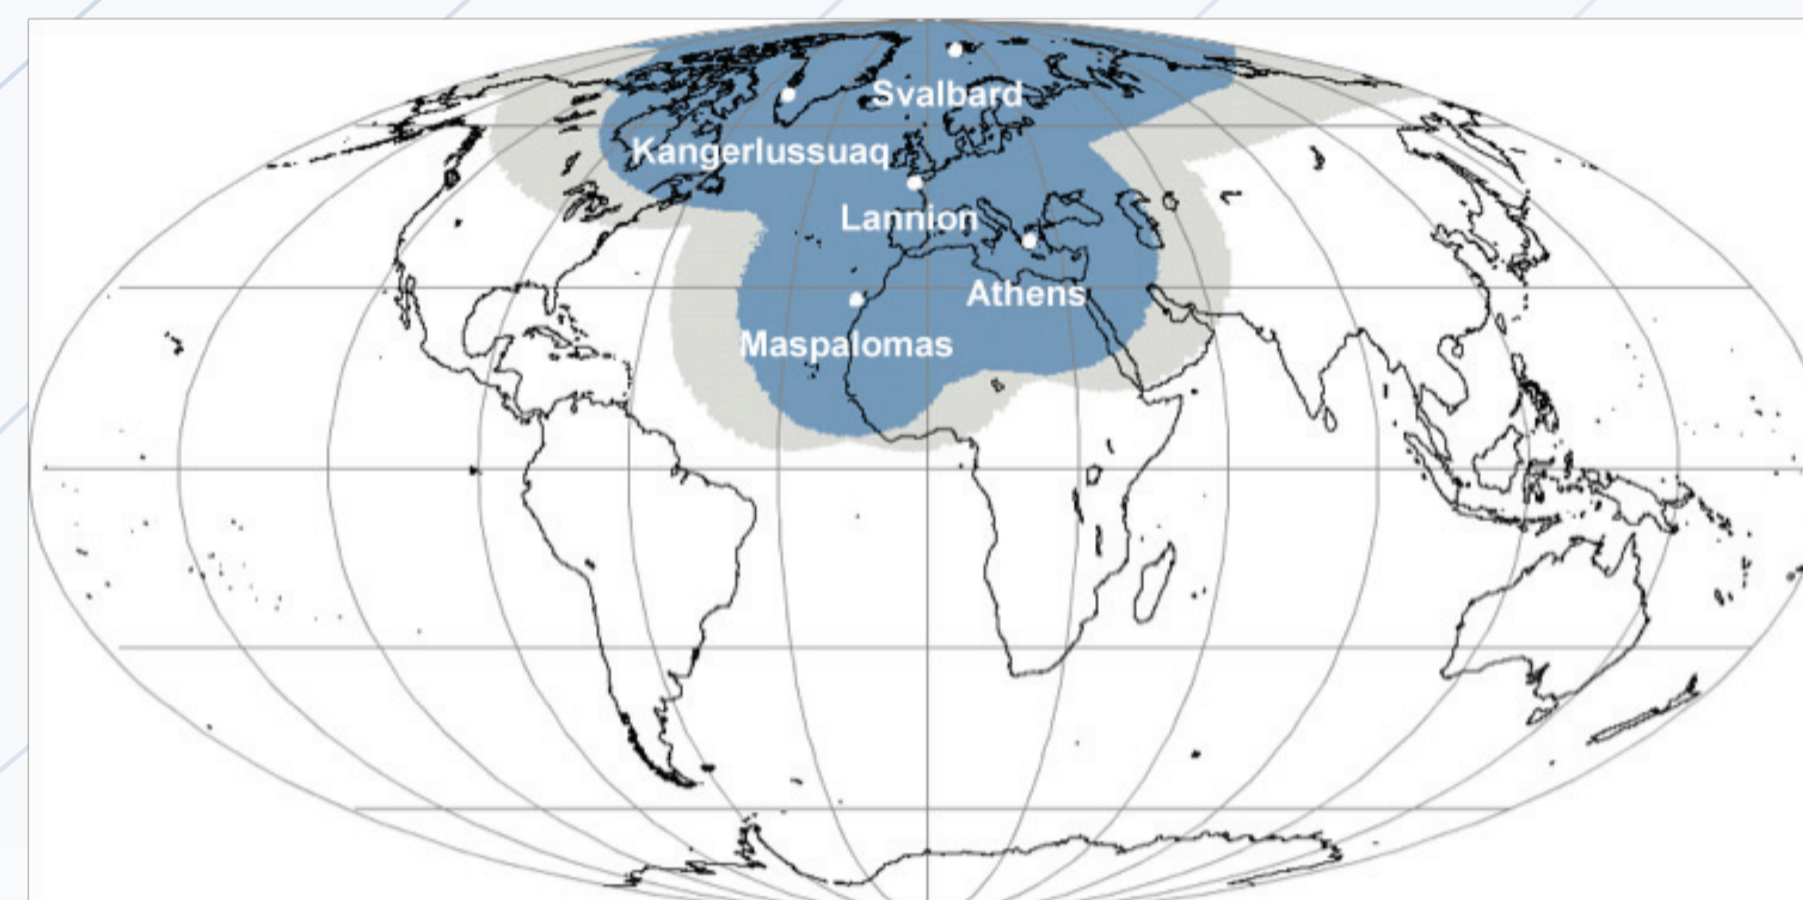 Svalbard
Kangerlussuaq
Lannion
Athens
Maspalomas